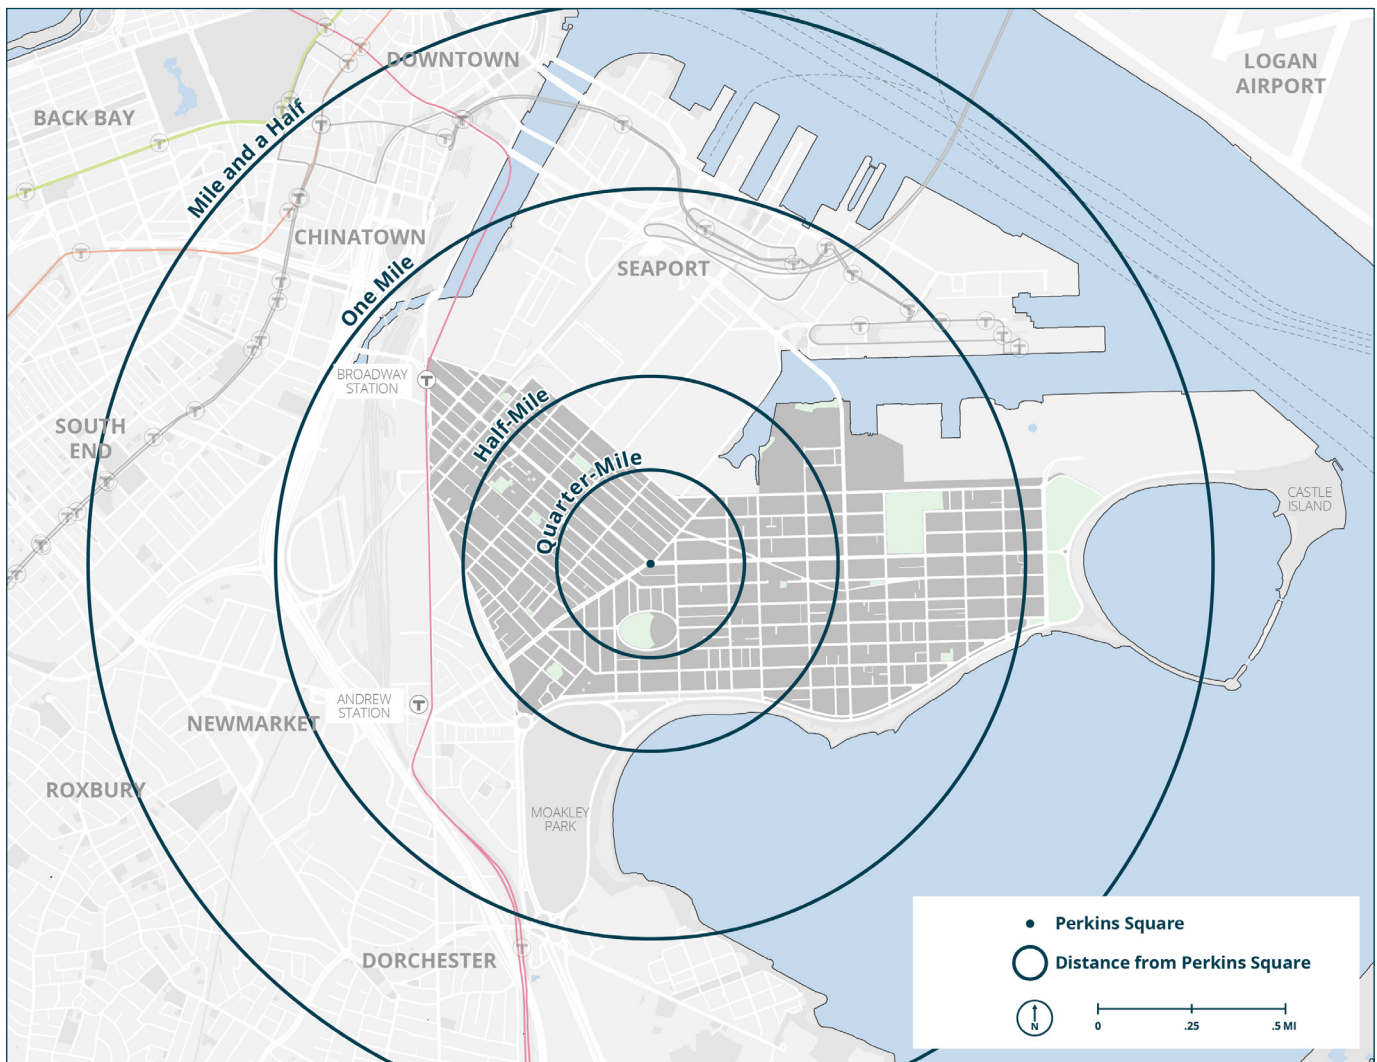 DOWNTOWN
LOGAN
AIRPORT
BACK BAY
Mile and a Half
CHINATOWN
SEAPORT
One Mile
BROADWAY
STATION
T
Half-Mile
SOUTH
END
Quarter-Mile
CASTLE
ISLAND
ANDREW
STATION
T
NEWMARKET
ROXBURY
MOAKLEY
PARK
DORCHESTER
Perkins Square
Distance from Perkins Square
N
0 .25 .5 MI